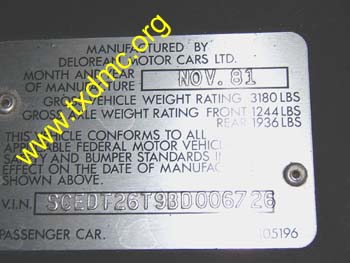 MANUFACTURED BY
DELOREAN MOTOR CARS LTD.
MONTH AND YEAR
OF MANUFACTURE NOV. 81
GROSS VEHICLE WEIGHT RATING 3180 LBS
GROSS AXLE WEIGHT RATING FRONT 1244 LBS
REAR 1936 LBS
THIS VEHICLE CONFORMS TO ALL
APPLICABLE FEDERAL MOTOR VEHICLE
SAFETY AND BUMPER STANDARDS IN
EFFECT ON THE DATE OF MANUFAC
SHOWN ABOVE.
V.I.N. SCEDT26T9BD006726
PASSENGER CAR. 105196
www.txdmc.org